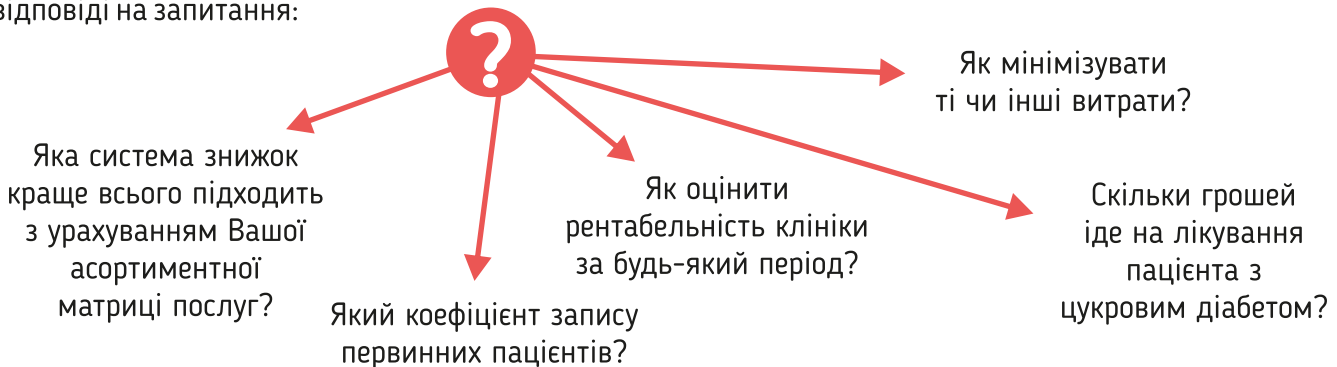 відповіді на запитання:
?
Як мінімізувати
ті чи інші витрати?
Яка система знижок
краще всього підходить
з урахуванням Вашої
асортиментної
матриці послуг?
Який коефіцієнт запису
первинних пацієнтів?
Як оцінити
рентабельність клініки
за будь-який період?
Скільки грошей
іде на лікування
пацієнта з
цукровим діабетом?